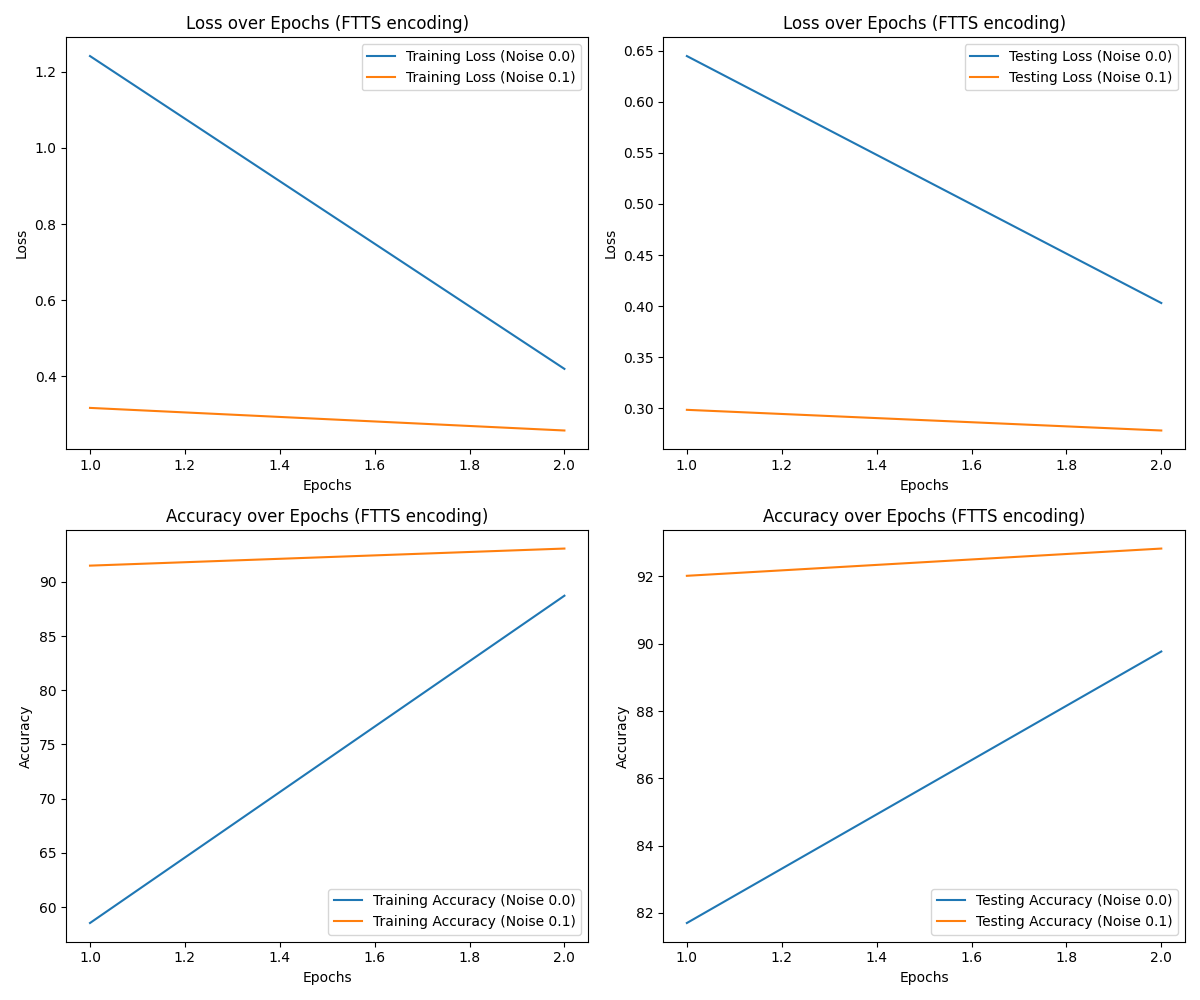 Loss over Epochs (FTTS encoding)
Training Loss (Noise 0.0)
Training Loss (Noise 0.1)
1.2
1.0
0.8
0.6
0.4
Loss
1.0 1.2 1.4 1.6 1.8 2.0
Epochs
Loss over Epochs (FTTS encoding)
Testing Loss (Noise 0.0)
Testing Loss (Noise 0.1)
0.65
0.60
0.55
0.50
0.45
0.40
0.35
0.30
Loss
1.0 1.2 1.4 1.6 1.8 2.0
Epochs
Accuracy over Epochs (FTTS encoding)
90
85
80
75
70
65
60
Accuracy
Training Accuracy (Noise 0.0)
Training Accuracy (Noise 0.1)
1.0 1.2 1.4 1.6 1.8 2.0
Epochs
Accuracy over Epochs (FTTS encoding)
92
90
88
86
84
82
Accuracy
Testing Accuracy (Noise 0.0)
Testing Accuracy (Noise 0.1)
1.0 1.2 1.4 1.6 1.8 2.0
Epochs